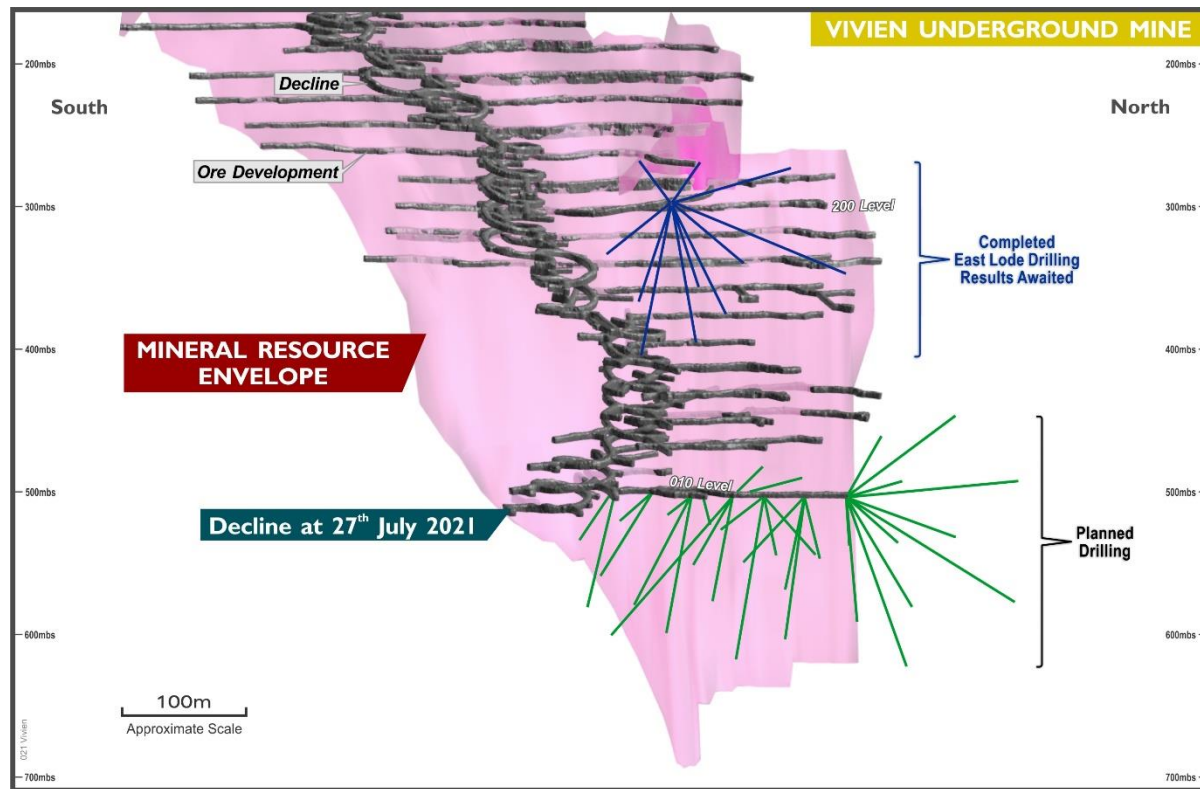 VIVIEN UNDERGROUND MINE
200mbs
200mbs
Decline
South
North
Ore Development
200 Level
300mbs
300mbs
Completed
East Lode Drilling
Results Awaited
MINERAL RESOURCE
ENVELOPE
400mbs
400mbs
010 Level
500mbs
500mbs
Decline at 27th July 2021
Planned
Drilling
600mbs
600mbs
100m
Approximate Scale
021 Vivien
700mbs
700mbs